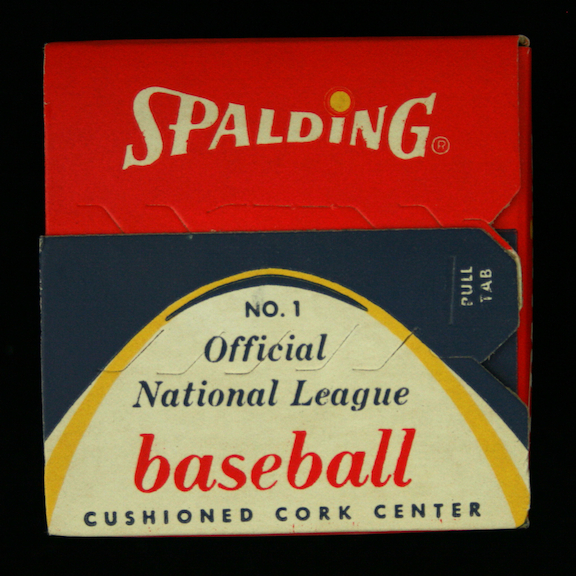 SPALDING®
PULL
TAB
NO. 1
Official
National League
baseball
CUSHIONED CORK CENTER